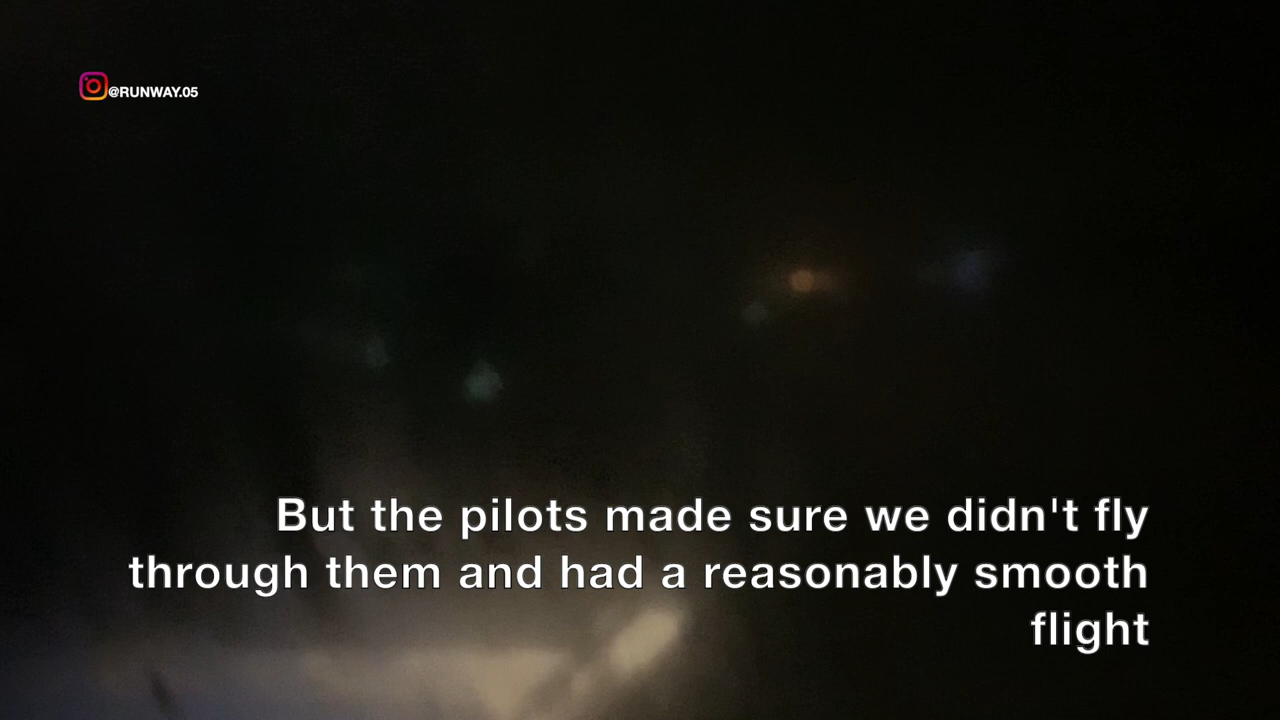 @RUNWAY.05
But the pilots made sure we didn't fly
through them and had a reasonably smooth
flight